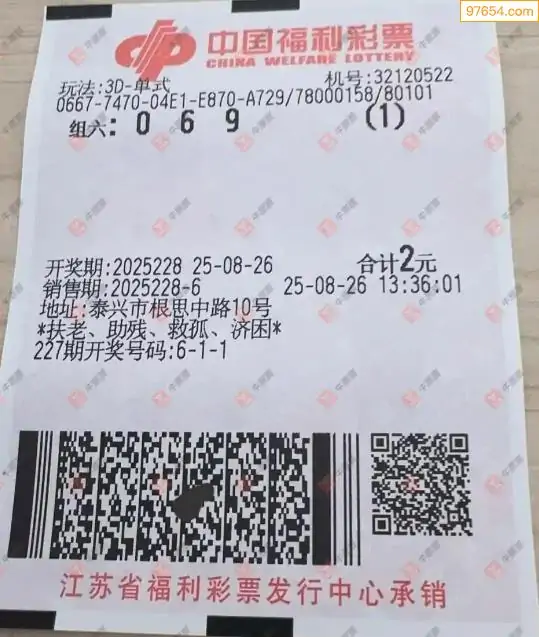 97654.com
中国福利彩票
CHINA WELFARE LOTTERY
玩法:3D-单式 机号:32120522
0667-7470-04E1-E870-A729/78000158/80101
组六: 0 6 9 (1)
开奖期:2025228 25-08-26 合计2元
销售期:2025228-6 25-08-26 13:36:01
地址:泰兴市根思中路10号
*扶老、助残、救孤、济困*
227期开奖号码:6-1-1
江苏省福利彩票发行中心承销